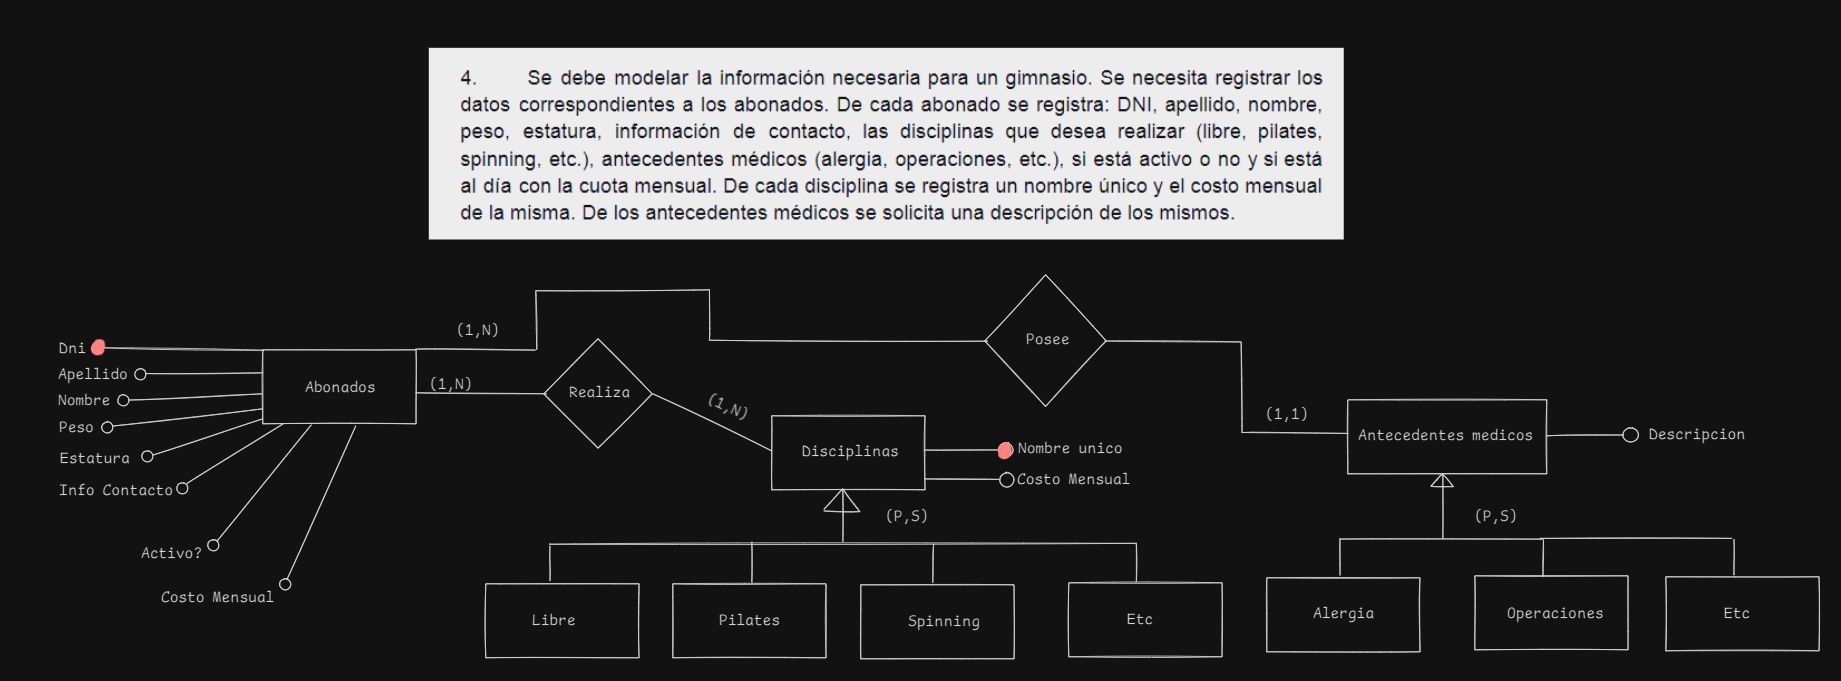 4. Se debe modelar la información necesaria para un gimnasio. Se necesita registrar los
datos correspondientes a los abonados. De cada abonado se registra: DNI, apellido, nombre,
peso, estatura, información de contacto, las disciplinas que desea realizar (libre, pilates,
spinning, etc.), antecedentes médicos (alergia, operaciones, etc.), si está activo o no y si está
al día con la cuota mensual. De cada disciplina se registra un nombre único y el costo mensual
de la misma. De los antecedentes médicos se solicita una descripción de los mismos.
(1,N)
Posee
Dni
Apellido
Nombre
Peso
Estatura
Info Contacto
Activo?
Costo Mensual
Abonados
(1,N)
Realiza
(1,N)
Disciplinas
Nombre unico
Costo Mensual
(1,1)
Antecedentes medicos
Descripcion
(P,S)
(P,S)
Libre
Pilates
Spinning
Etc
Alergia
Operaciones
Etc